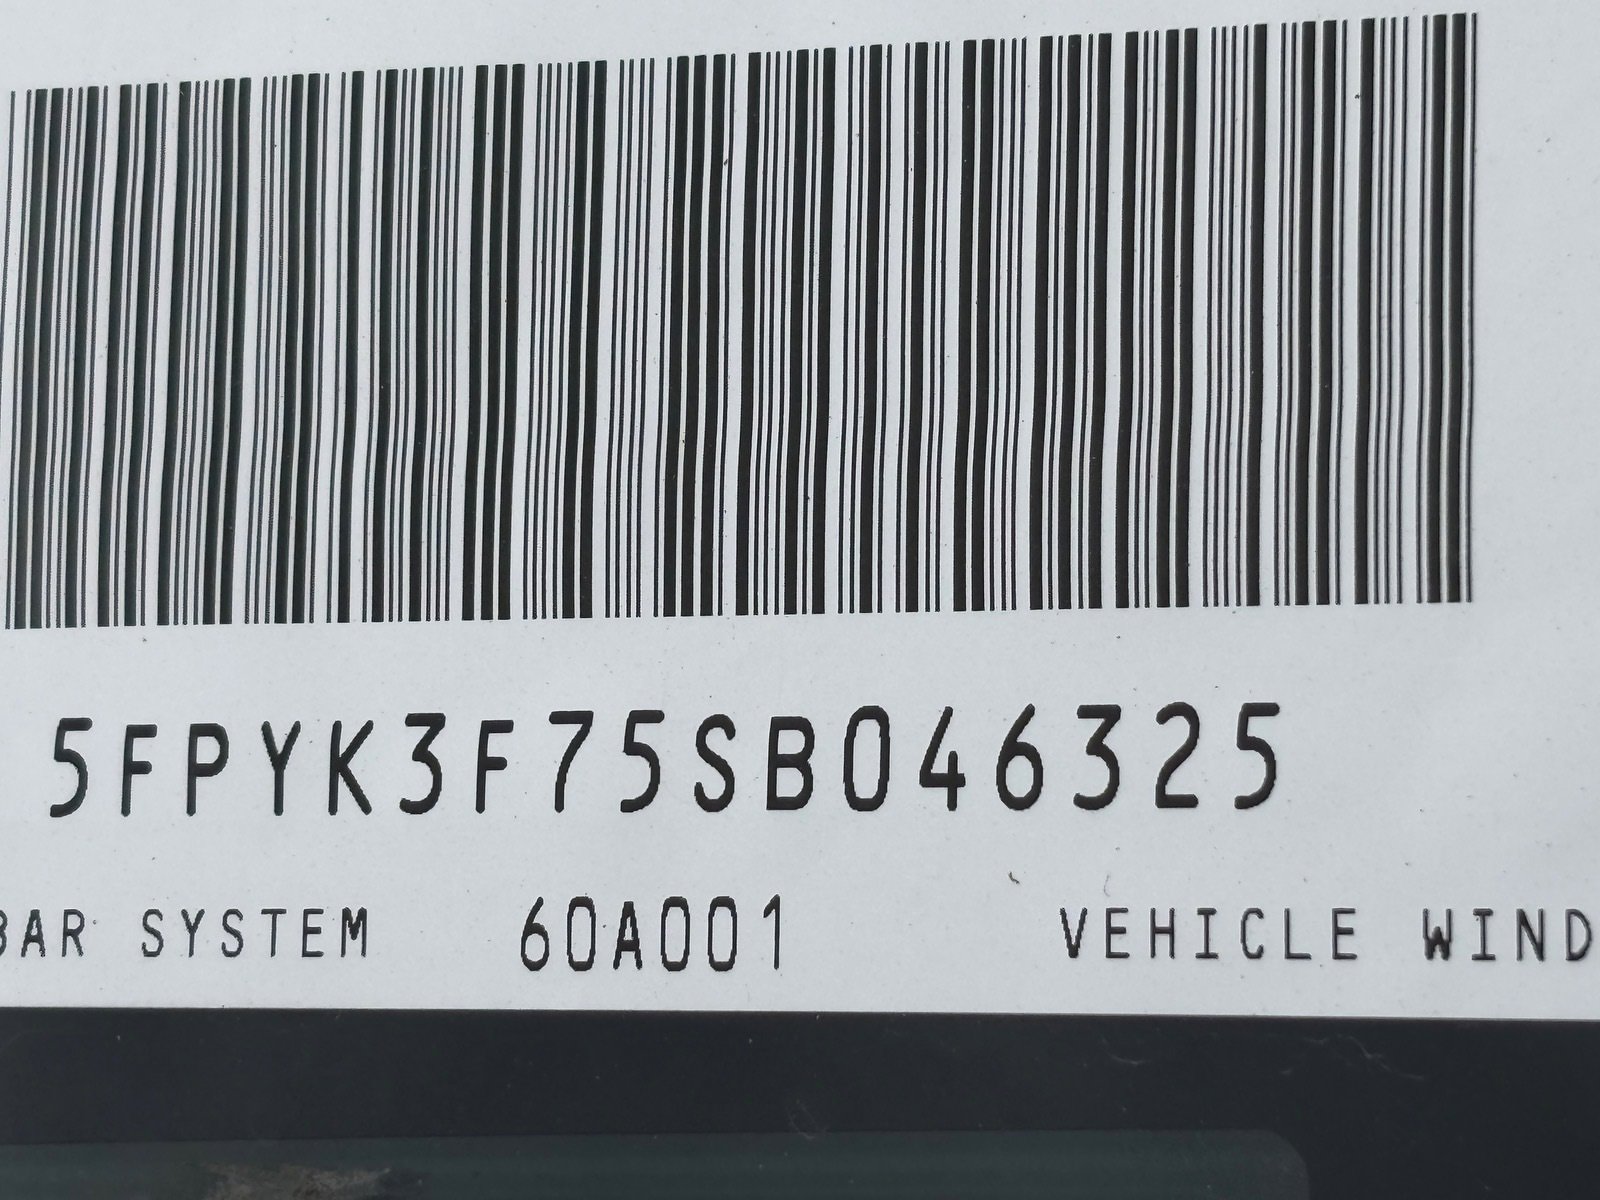 5FPYK3F75SB046325
BAR SYSTEM 60A001 VEHICLE WIND